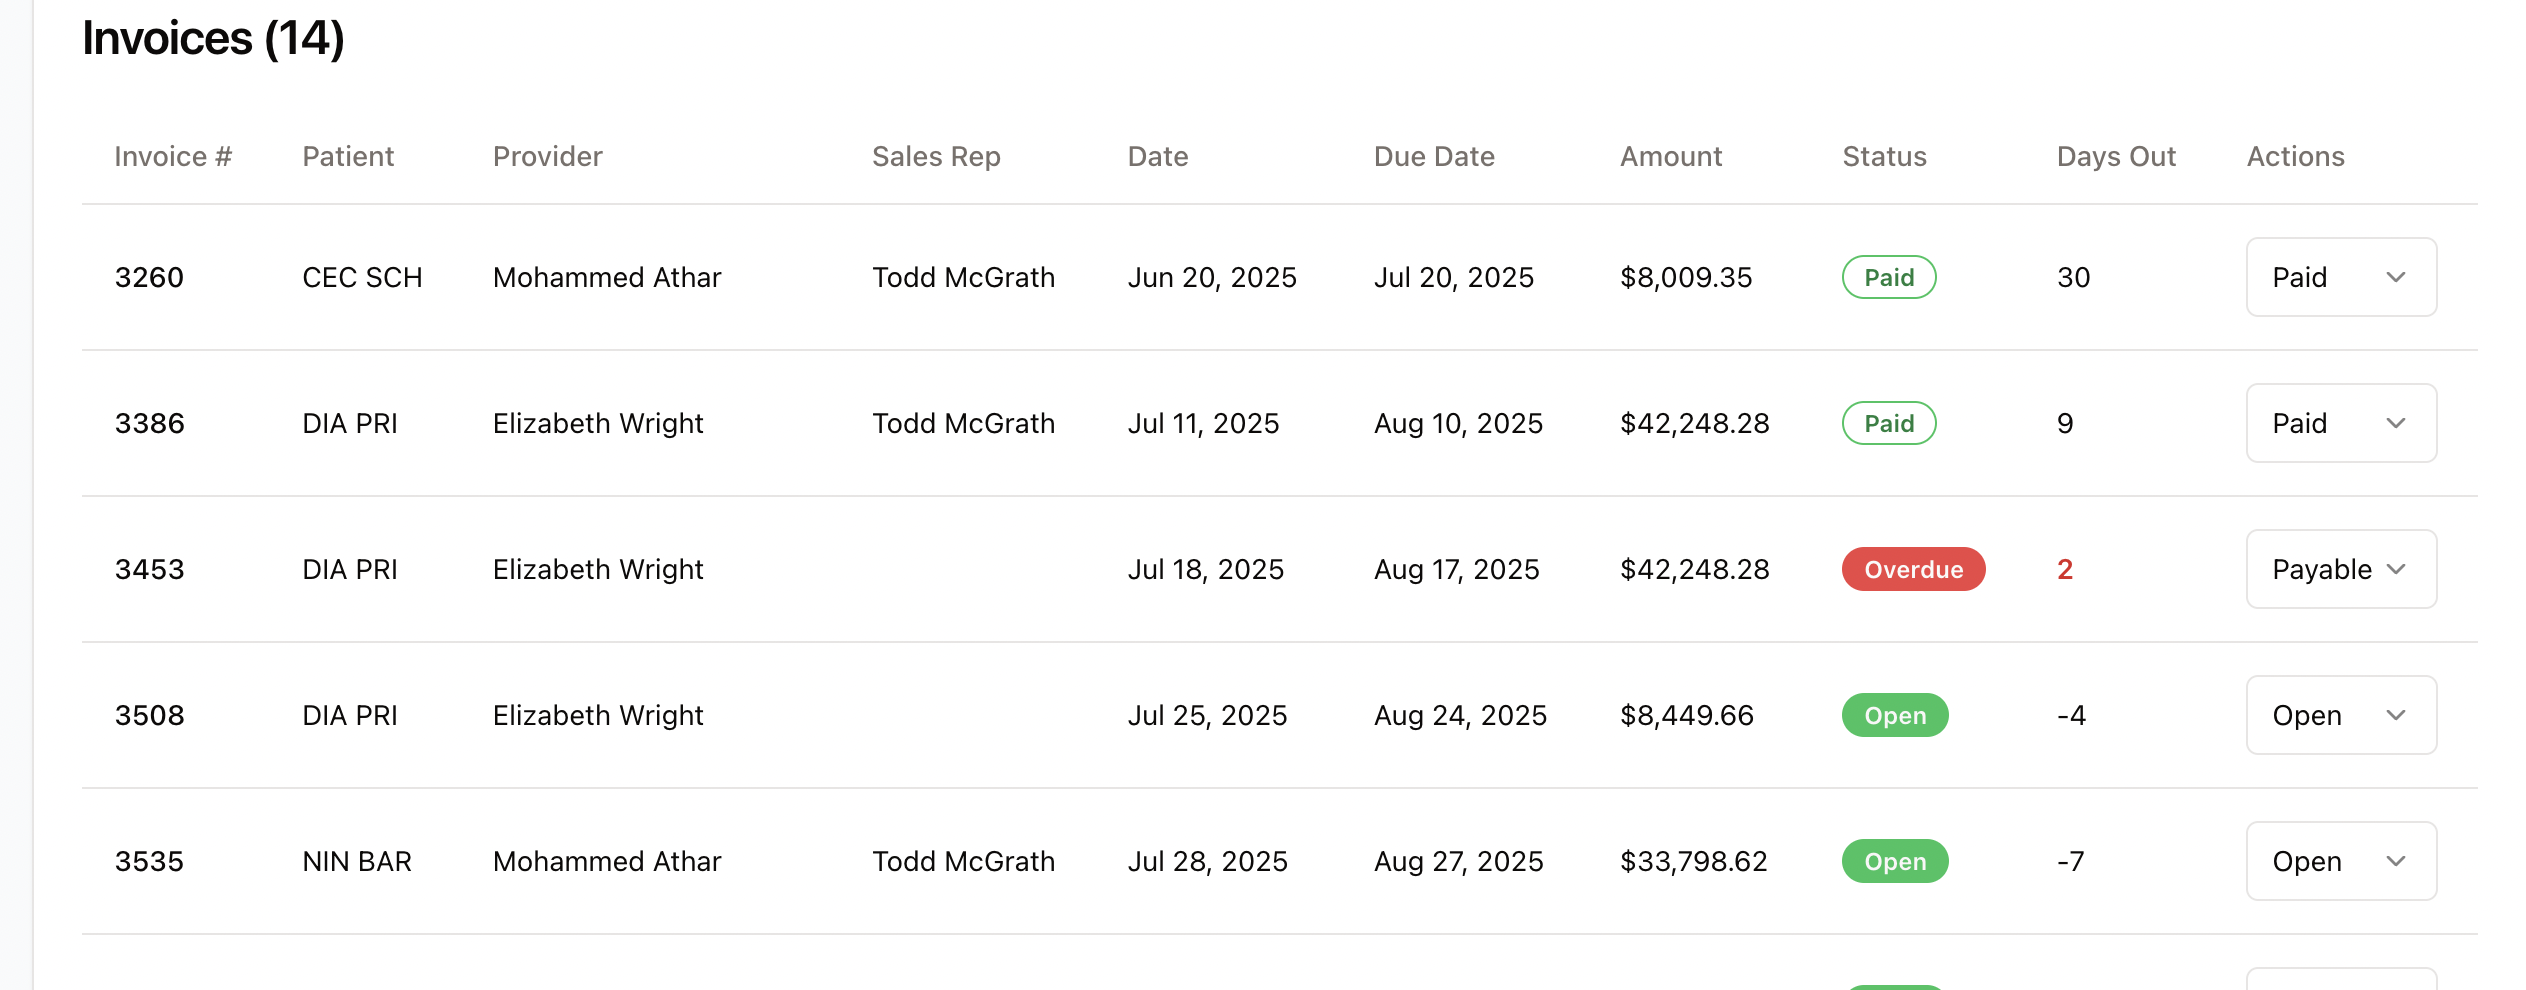 Invoices (14)
Invoice # Patient Provider Sales Rep Date Due Date Amount Status Days Out Actions
3260 CEC SCH Mohammed Athar Todd McGrath Jun 20, 2025 Jul 20, 2025 $8,009.35 Paid 30 Paid
3386 DIA PRI Elizabeth Wright Todd McGrath Jul 11, 2025 Aug 10, 2025 $42,248.28 Paid 9 Paid
3453 DIA PRI Elizabeth Wright Jul 18, 2025 Aug 17, 2025 $42,248.28 Overdue 2 Payable
3508 DIA PRI Elizabeth Wright Jul 25, 2025 Aug 24, 2025 $8,449.66 Open -4 Open
3535 NIN BAR Mohammed Athar Todd McGrath Jul 28, 2025 Aug 27, 2025 $33,798.62 Open -7 Open